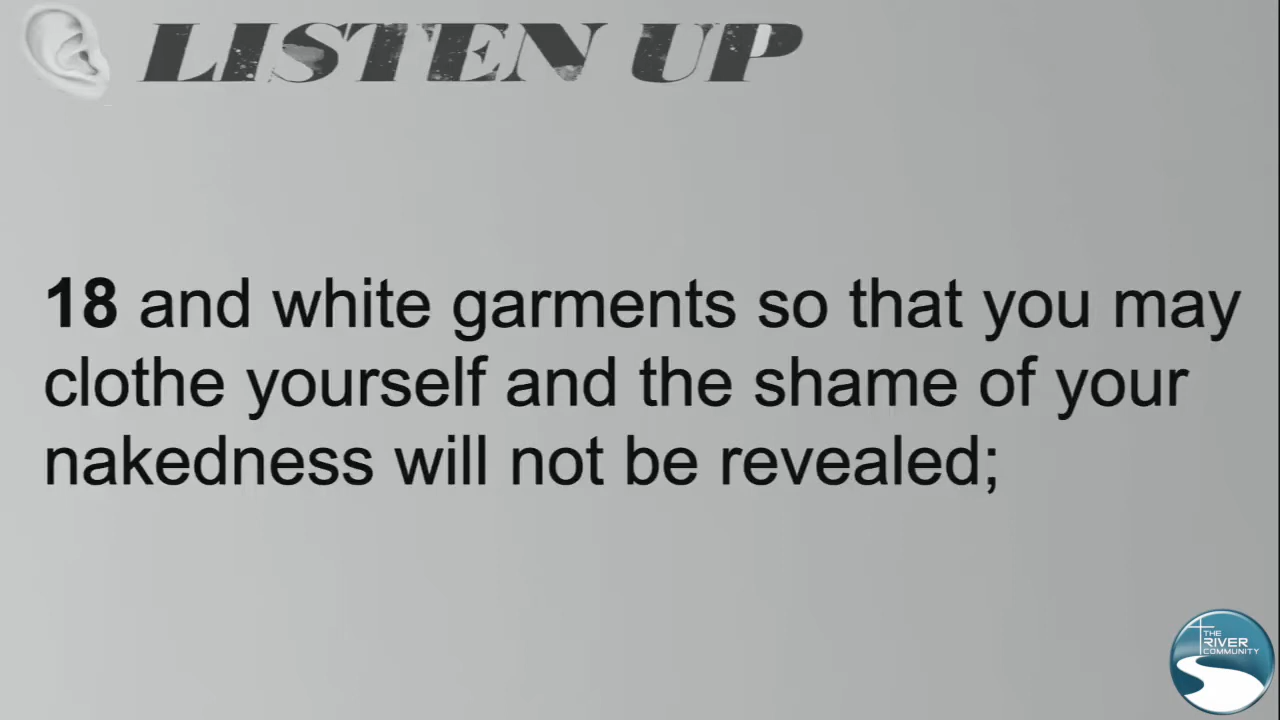 LISTEN UP
18 and white garments so that you may
clothe yourself and the shame of your
nakedness will not be revealed;
THE
RIVER
COMMUNITY